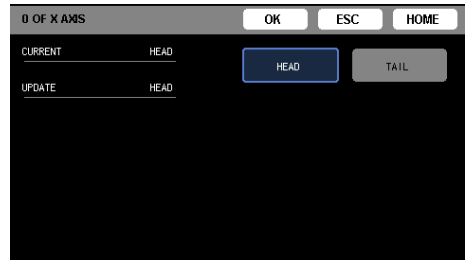 0 OF X AXIS OK ESC HOME
CURRENT HEAD
HEAD TAIL
UPDATE HEAD